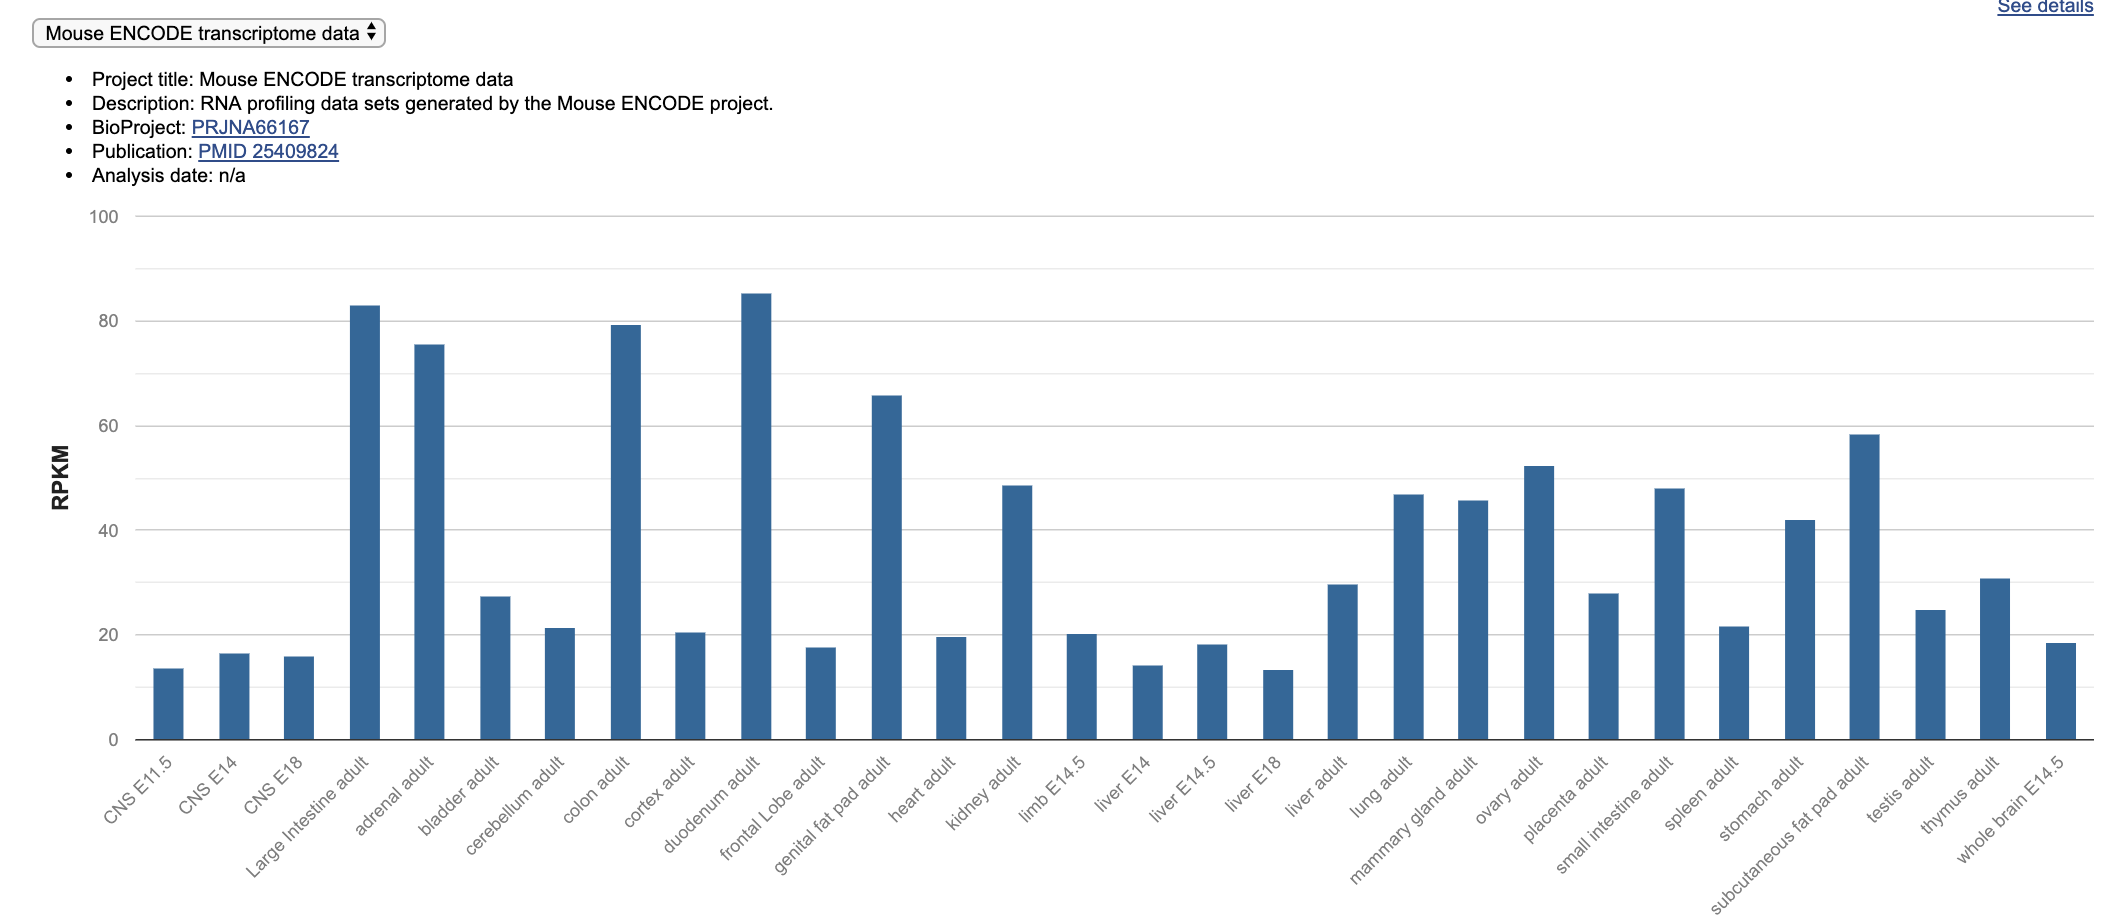 See details
Mouse ENCODE transcriptome data
• Project title: Mouse ENCODE transcriptome data
• Description: RNA profiling data sets generated by the Mouse ENCODE project.
• BioProject: PRJNA66167
• Publication: PMID 25409824
• Analysis date: n/a
100
80
60
40
20
0
RPKM
CNS E11.5
CNS E14
CNS E18
Large Intestine adult
adrenal adult
bladder adult
cerebellum adult
colon adult
cortex adult
duodenum adult
frontal Lobe adult
genital fat pad adult
heart adult
kidney adult
limb E14.5
liver E14
liver E14.5
liver E18
liver adult
lung adult
mammary gland adult
ovary adult
placenta adult
small intestine adult
spleen adult
stomach adult
subcutaneous fat pad adult
testis adult
thymus adult
whole brain E14.5